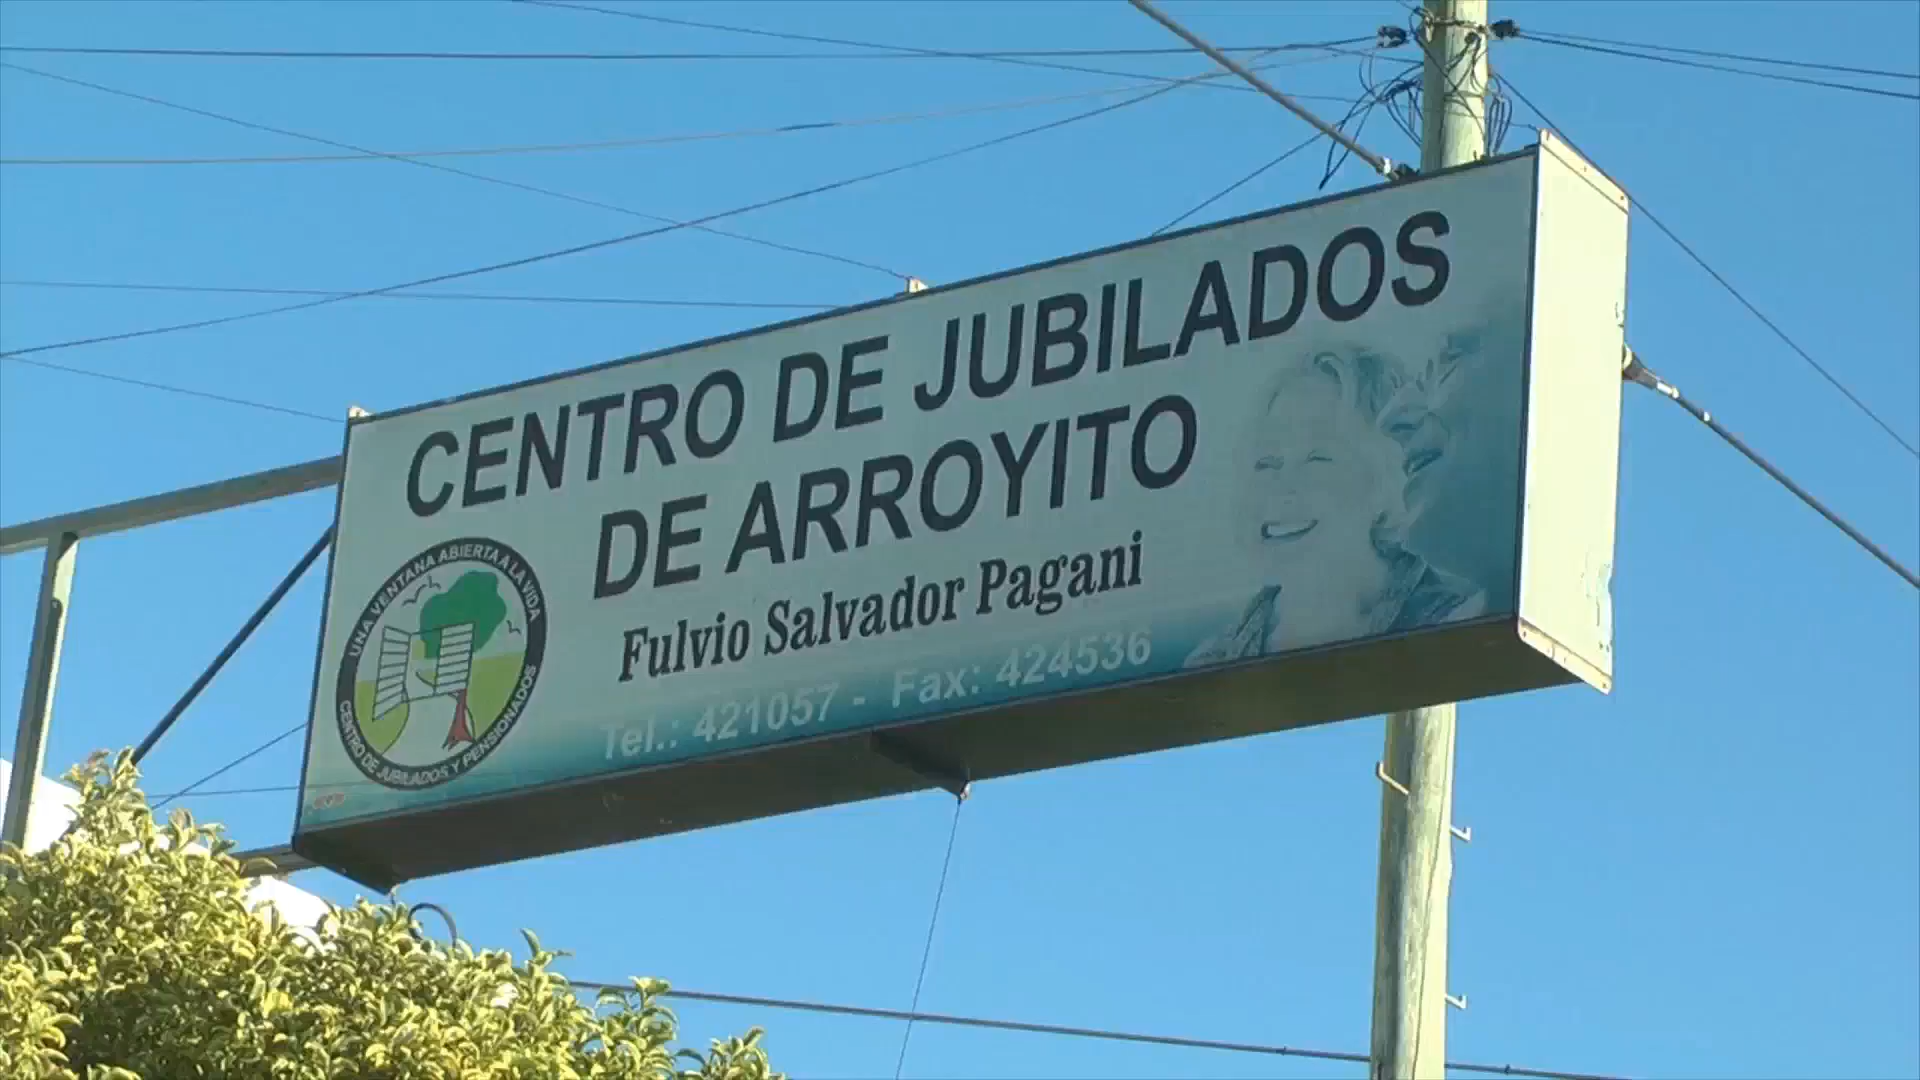 CENTRO DE JUBILADOS
DE ARROYITO
Fulvio Salvador Pagani
Tel.: 421057 - Fax: 424536
UNA VENTANA ABIERTA A LA VIDA
CENTRO DE JUBILADOS Y PENSIONADOS